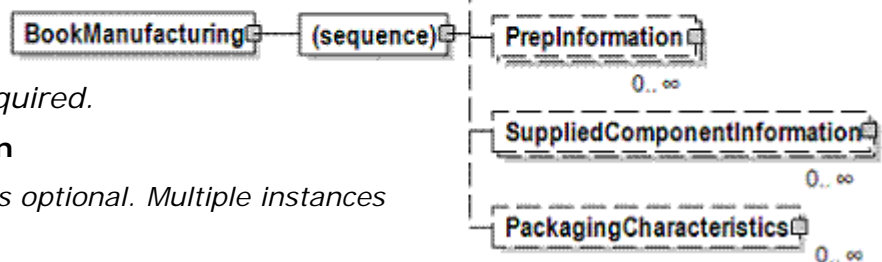 BookManufacturing (sequence) PrepInformation
0.. ∞
quired.
n
SuppliedComponentInformation
0.. ∞
s optional. Multiple instances
PackagingCharacteristics
0.. ∞